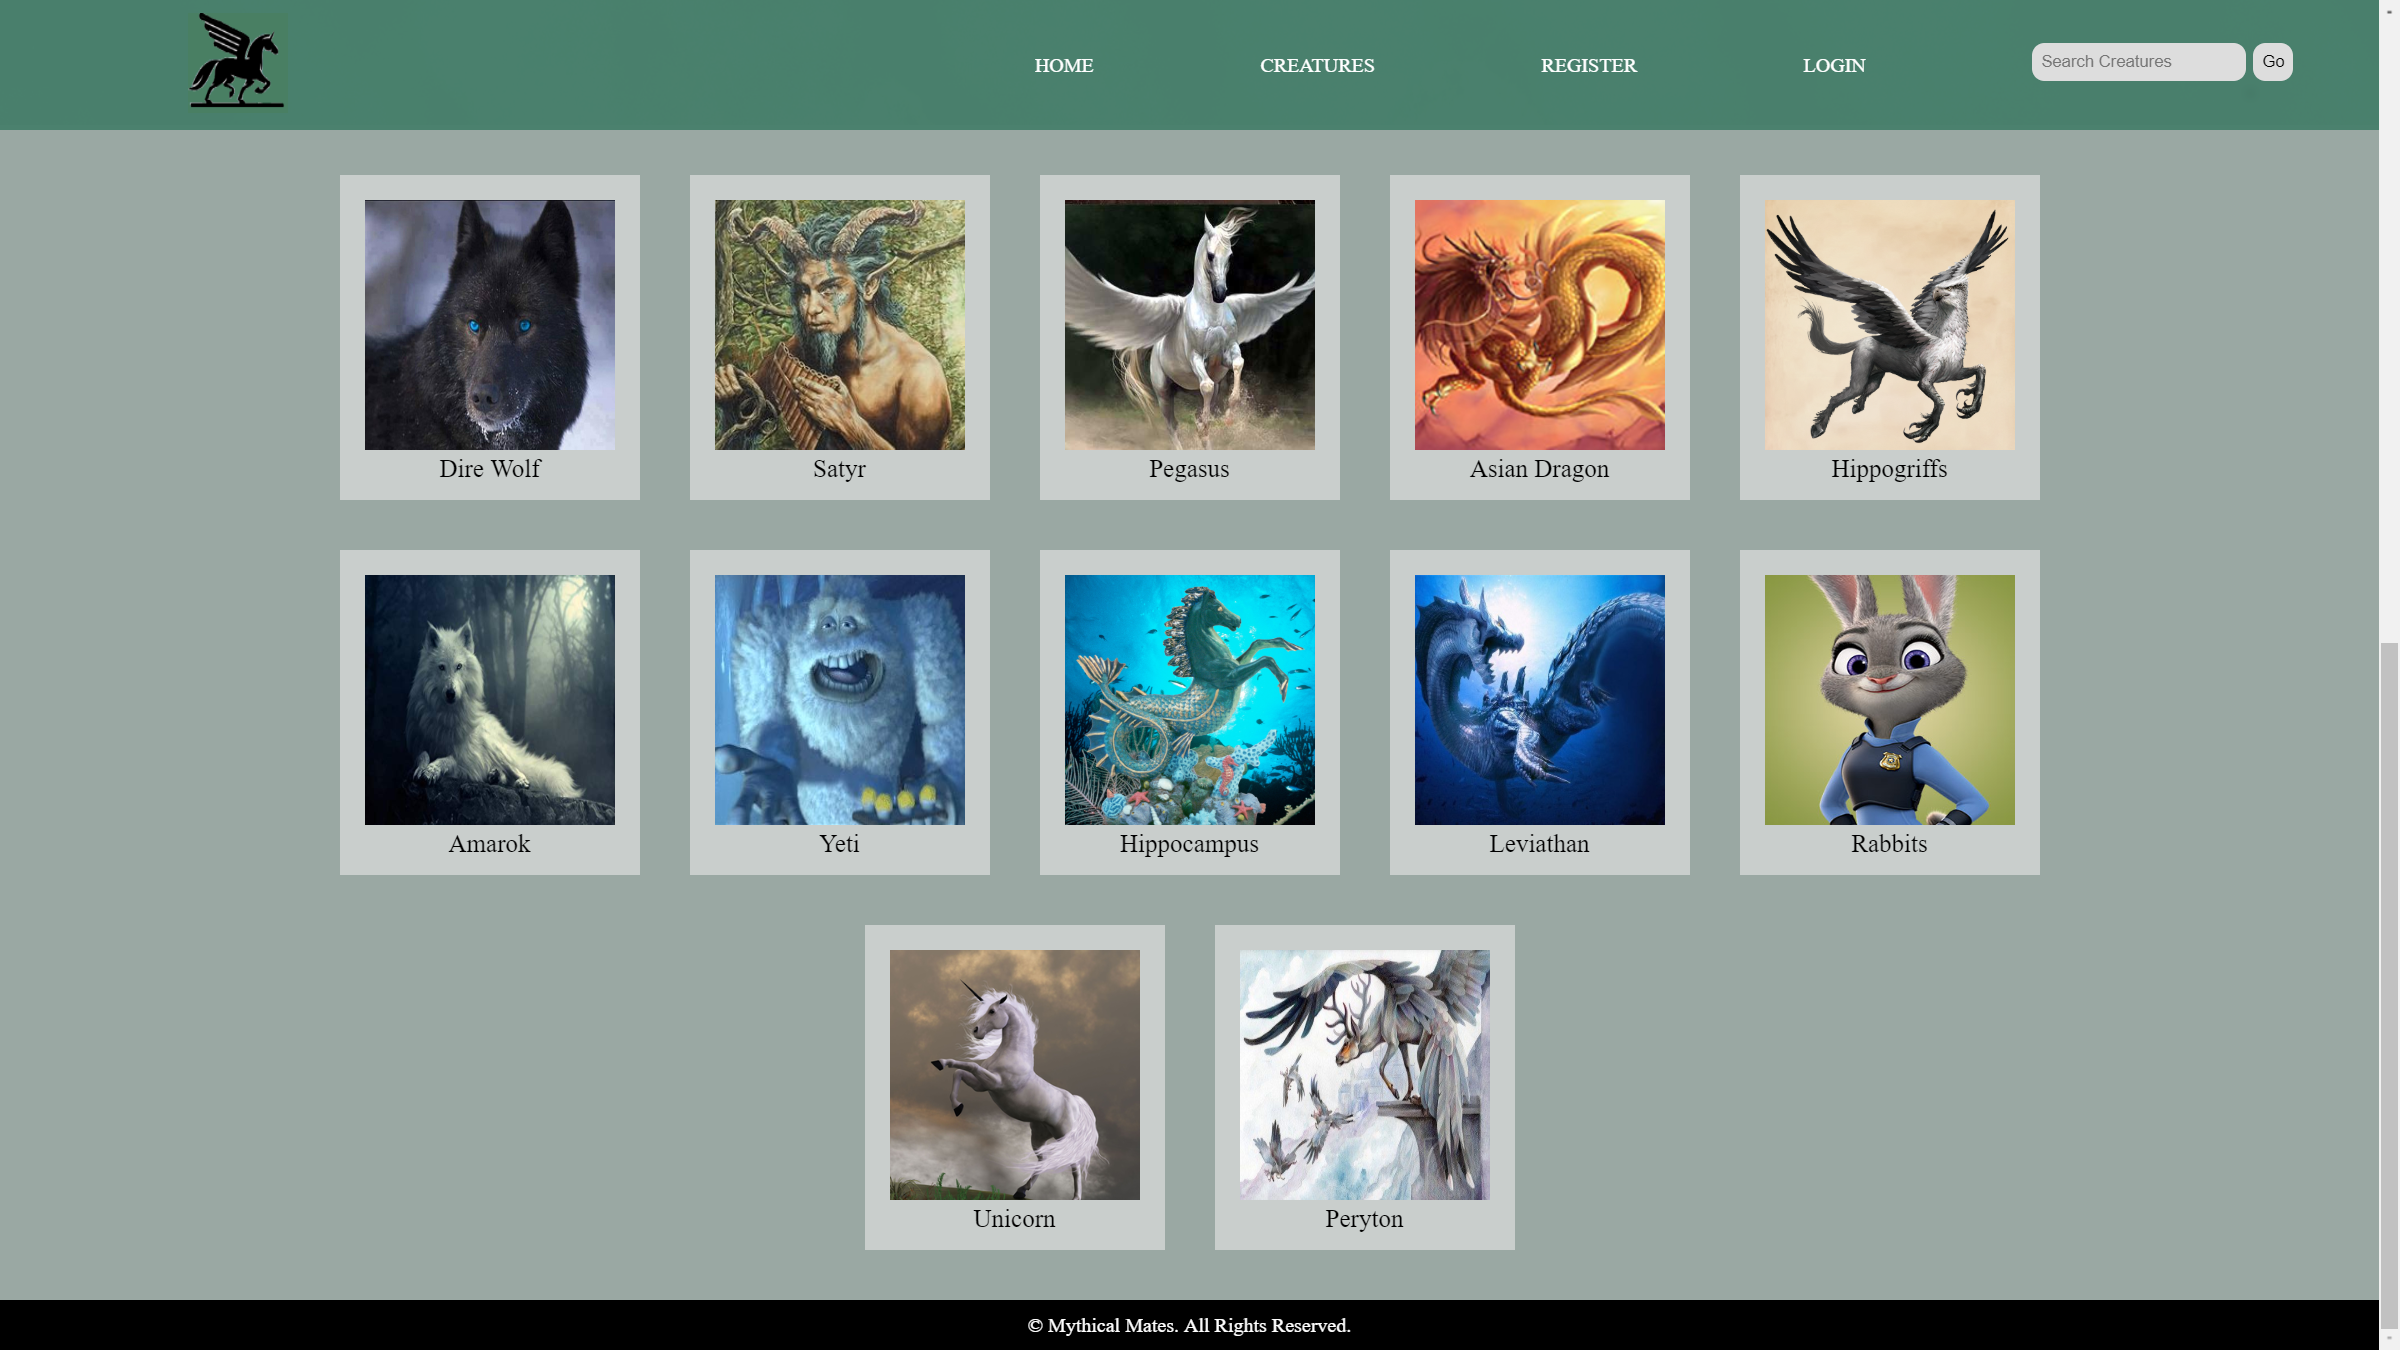 HOME
CREATURES
REGISTER
LOGIN
Search Creatures
Go
Dire Wolf
Satyr
Pegasus
Asian Dragon
Hippogriffs
Amarok
Yeti
Hippocampus
Leviathan
Rabbits
Unicorn
Peryton
© Mythical Mates. All Rights Reserved.